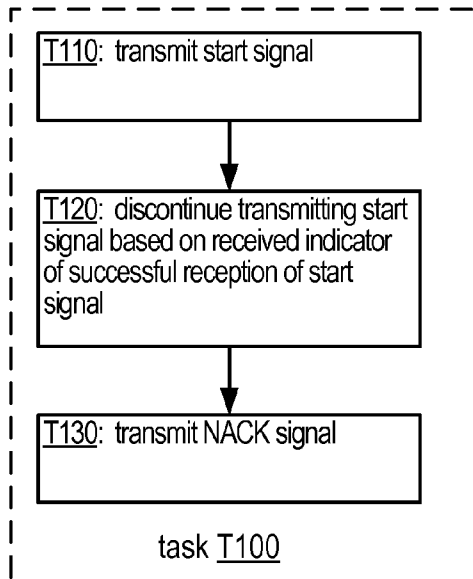 T110: transmit start signal
T120: discontinue transmitting start
signal based on received indicator
of successful reception of start
signal
T130: transmit NACK signal
task T100